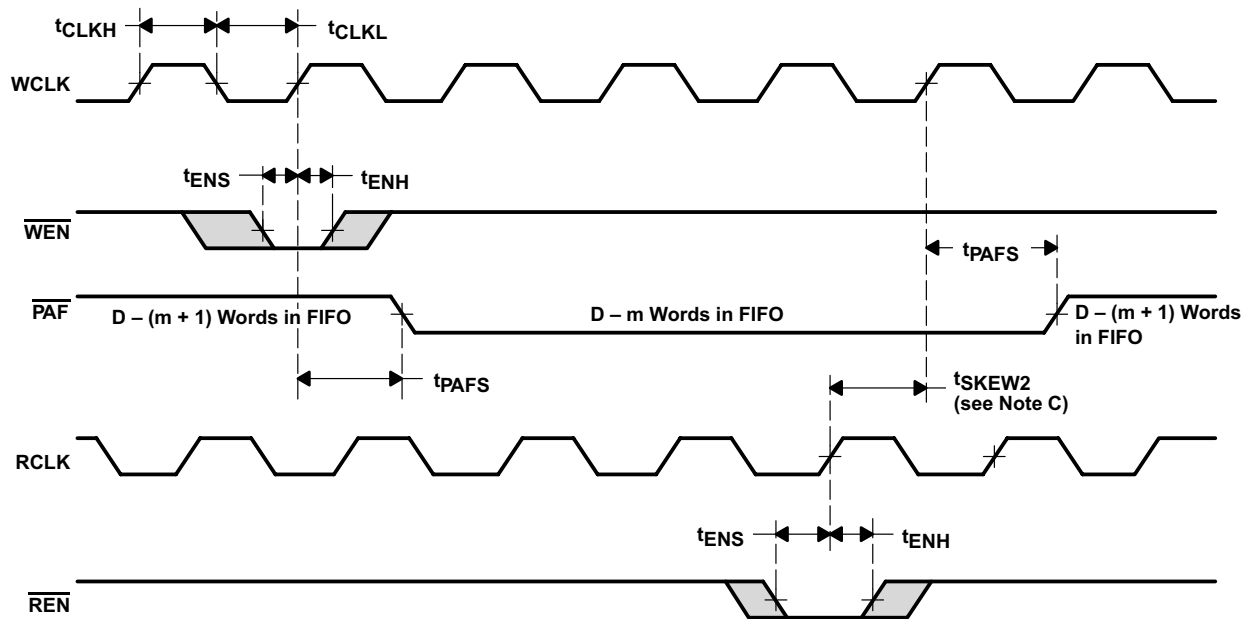 tCLKH
tCLKL
WCLK
tENS
tENH
WEN
tPAFS
PAF
D – (m + 1) Words in FIFO
D – m Words in FIFO
D – (m + 1) Words
in FIFO
tPAFS
tSKEW2
(see Note C)
RCLK
tENS
tENH
REN